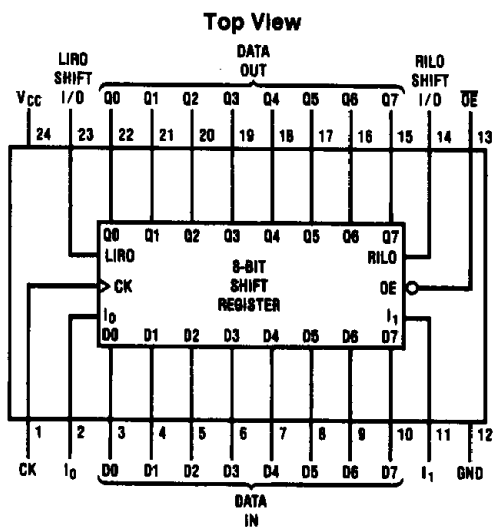 Top View
LIRO SHIFT I/O
DATA OUT
RILO SHIFT I/O
VCC Q0 Q1 Q2 Q3 Q4 Q5 Q6 Q7 OE
24 23 22 21 20 19 18 17 16 15 14 13
Q0 Q1 Q2 Q3 Q4 Q5 Q6 Q7
LIRO
RILO
8-BIT
SHIFT
REGISTER
CK
OE
I0
I1
D0 D1 D2 D3 D4 D5 D6 D7
1 2 3 4 5 6 7 8 9 10 11 12
CK I0 D0 D1 D2 D3 D4 D5 D6 D7 I1 GND
DATA
IN